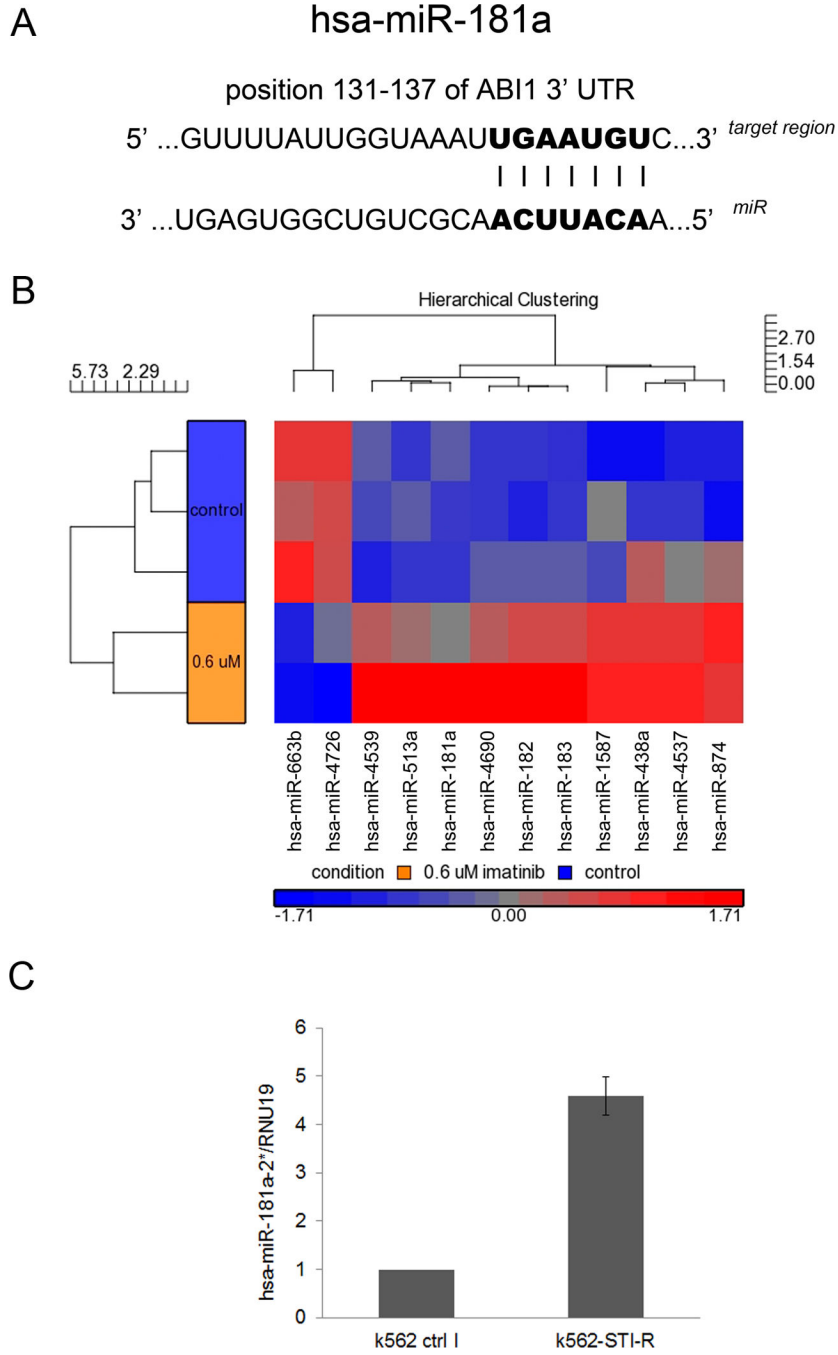 A
hsa-miR-181a
position 131-137 of ABI1 3’ UTR
5’ ...GUUUUAUUGGUAAAUUGAAUGUC...3’ target region
3’ ...UGAGUGGCUGUCGCAACUUACAA...5’ miR
B
Hierarchical Clustering
5.73 2.29
2.70
1.54
0.00
control
0.6 uM
hsa-miR-663b
hsa-miR-4726
hsa-miR-4539
hsa-miR-513a
hsa-miR-181a
hsa-miR-4690
hsa-miR-182
hsa-miR-183
hsa-miR-1587
hsa-miR-438a
hsa-miR-4537
hsa-miR-874
condition 0.6 uM imatinib control
-1.71 0.00 1.71
C
hsa-miR-181a-2*/RNU19
6
5
4
3
2
1
0
k562 ctrl I k562-STI-R